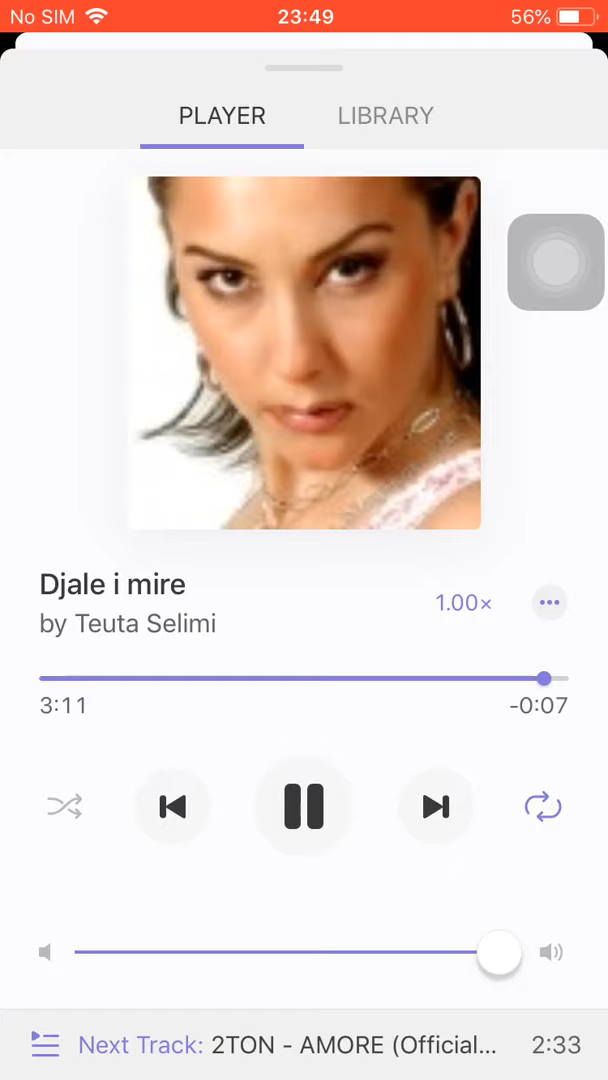 No SIM 23:49 56%
PLAYER LIBRARY
Djale i mire
by Teuta Selimi
1.00×
3:11 -0:07
Next Track: 2TON - AMORE (Official... 2:33